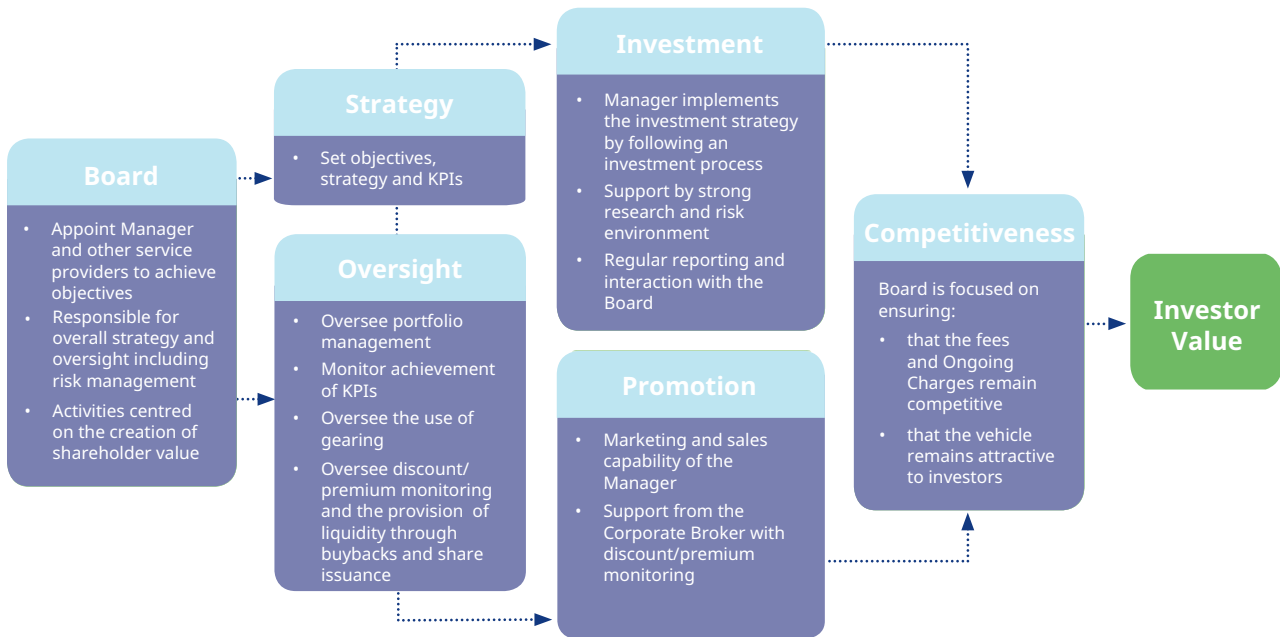 Board
• Appoint Manager
and other service
providers to achieve
objectives
• Responsible for
overall strategy and
oversight including
risk management
• Activities centred
on the creation of
shareholder value
Strategy
• Set objectives,
strategy and KPIs
Oversight
• Oversee portfolio
management
• Monitor achievement
of KPIs
• Oversee the use of
gearing
• Oversee discount/
premium monitoring
and the provision of
liquidity through
buybacks and share
issuance
Investment
• Manager implements
the investment strategy
by following an
investment process
• Support by strong
research and risk
environment
• Regular reporting and
interaction with the
Board
Promotion
• Marketing and sales
capability of the
Manager
• Support from the
Corporate Broker with
discount/premium
monitoring
Competitiveness
Board is focused on
ensuring:
• that the fees
and Ongoing
Charges remain
competitive
• that the vehicle
remains attractive
to investors
Investor
Value